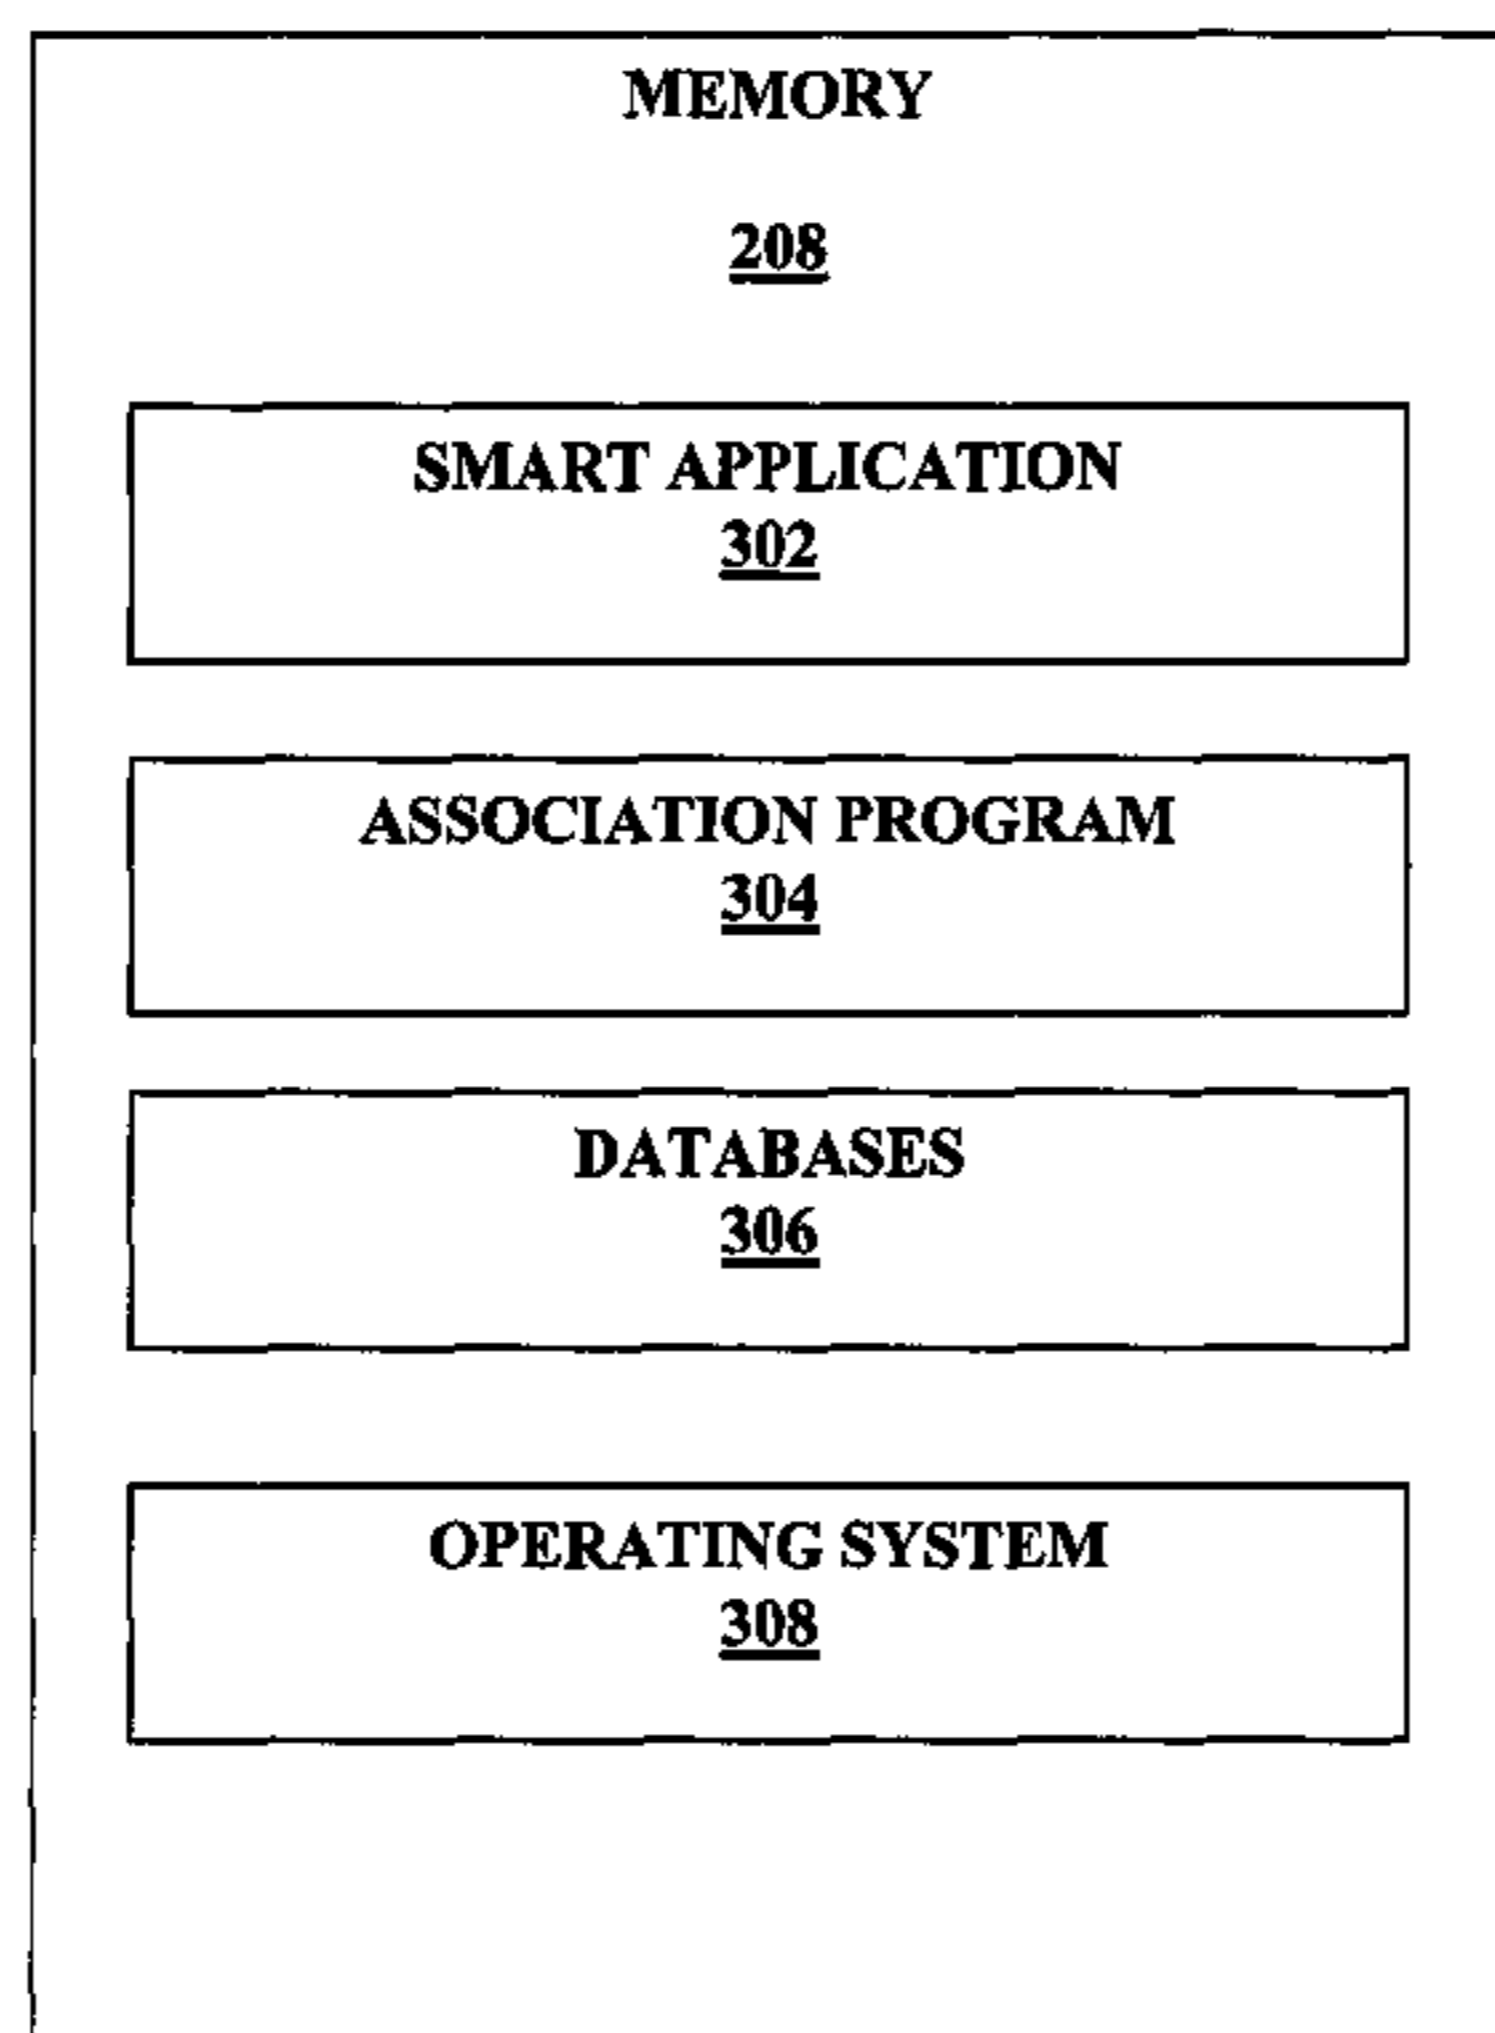 MEMORY
208
SMART APPLICATION
302
ASSOCIATION PROGRAM
304
DATABASES
306
OPERATING SYSTEM
308